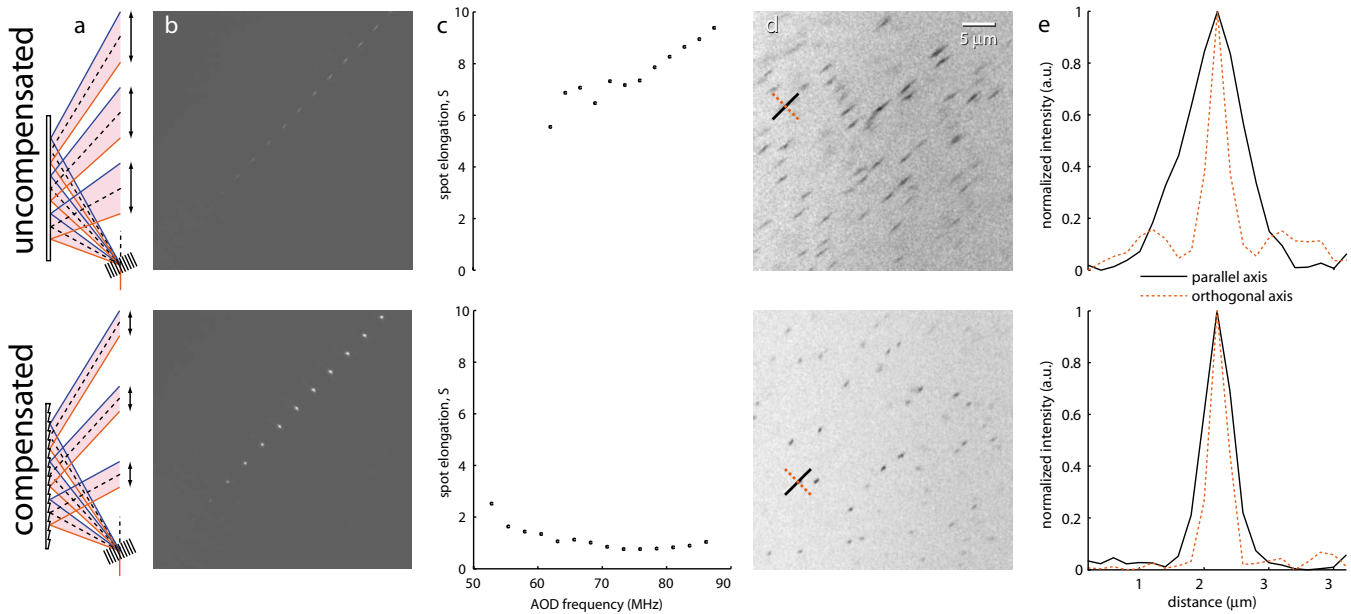 a
b
c
d
e
uncompensated
10
8
6
4
2
0
spot elongation, S
5 μm
1
0.8
0.6
0.4
0.2
0
normalized intensity (a.u.)
parallel axis
orthogonal axis
compensated
10
8
6
4
2
0
spot elongation, S
50
60
70
80
90
AOD frequency (MHz)
1
0.8
0.6
0.4
0.2
0
normalized intensity (a.u.)
1
2
3
3
distance (μm)